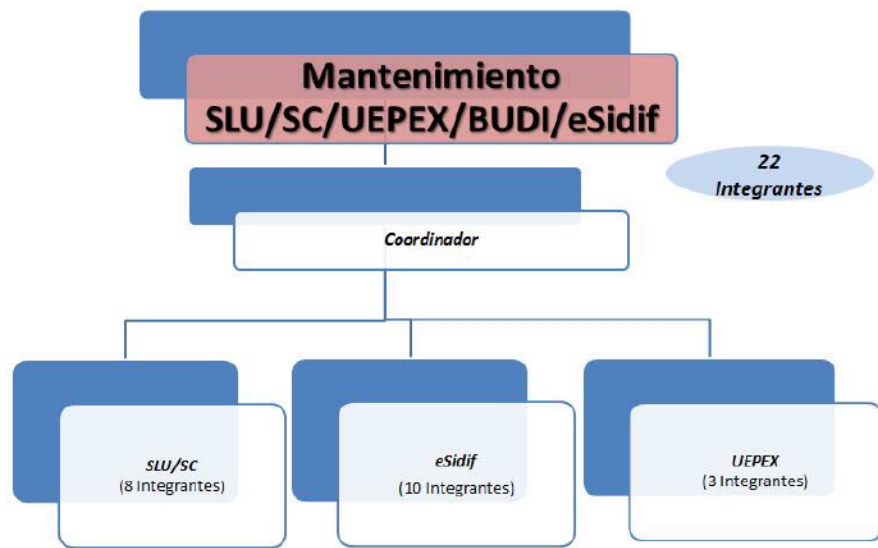 Mantenimiento
SLU/SC/UEPEX/BUDI/eSidif
22
Integrantes
Coordinador
SLU/SC
(8 Integrantes)
eSidif
(10 Integrantes)
UEPEX
(3 Integrantes)